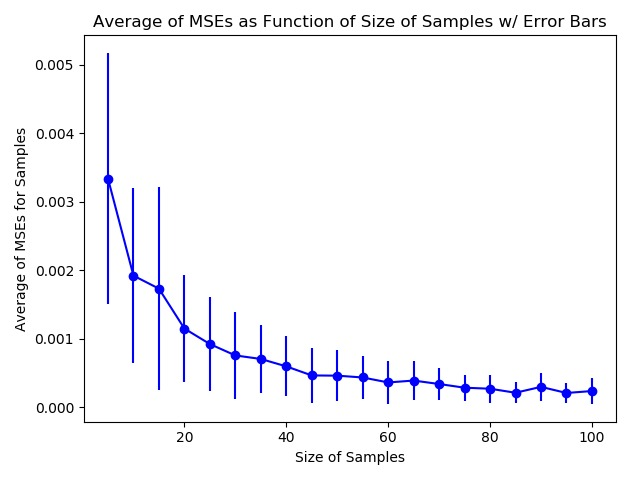 Average of MSEs as Function of Size of Samples w/ Error Bars
0.005
0.004
0.003
0.002
0.001
0.000
Average of MSEs for Samples
20 40 60 80 100
Size of Samples